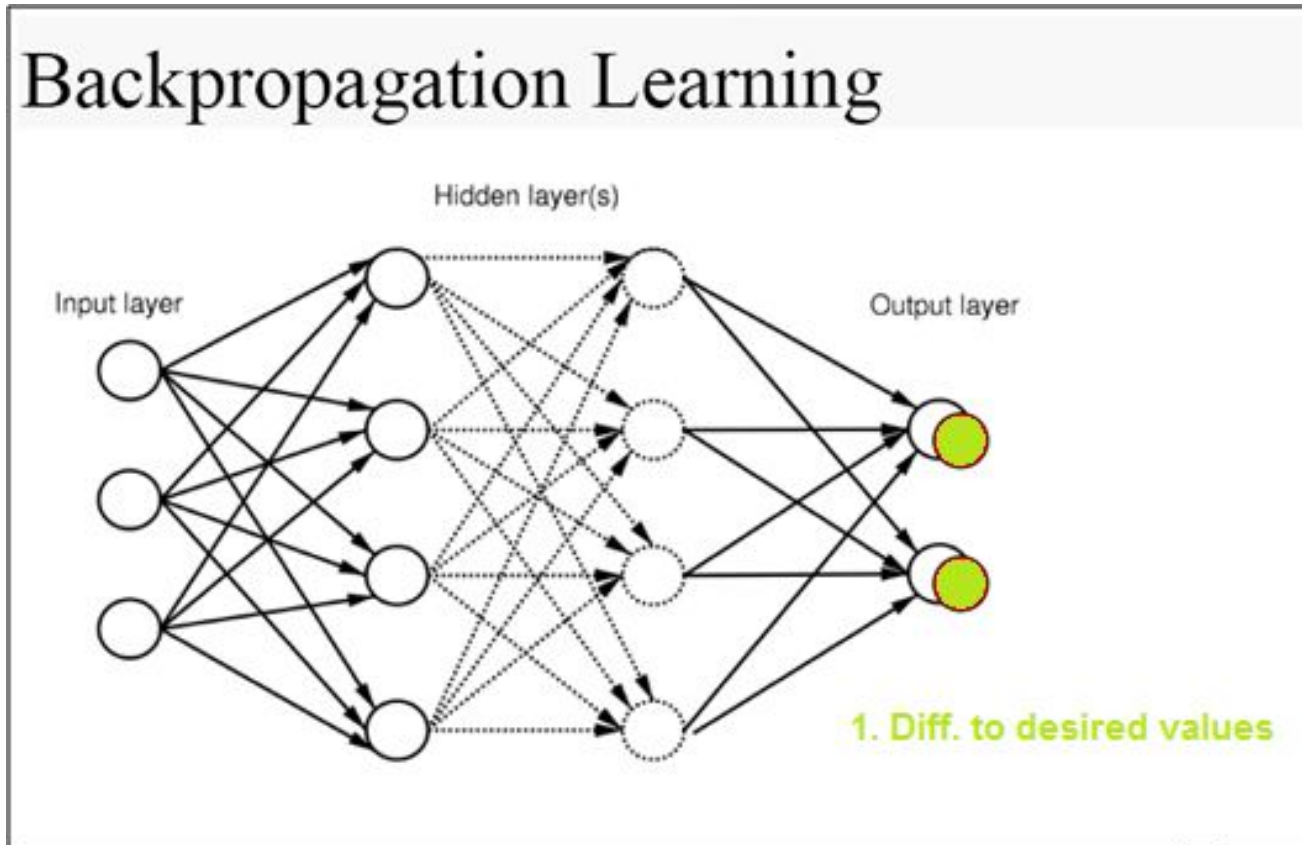 Backpropagation Learning
Hidden layer(s)
Input layer
Output layer
1. Diff. to desired values